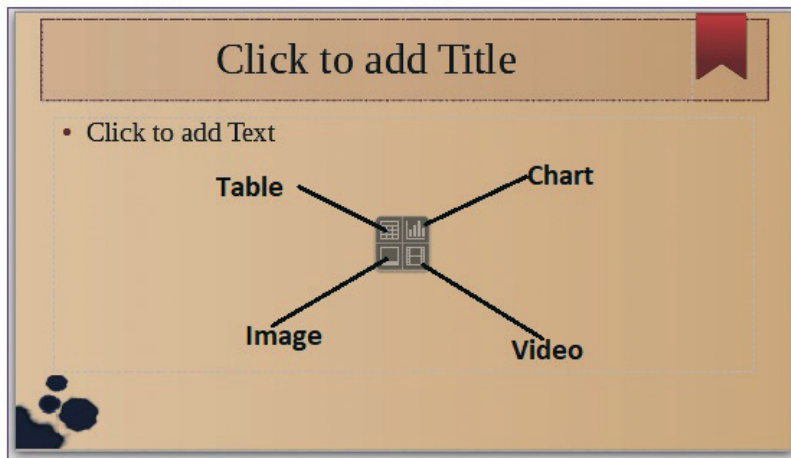 Click to add Title
• Click to add Text
Table
Chart
Image
Video